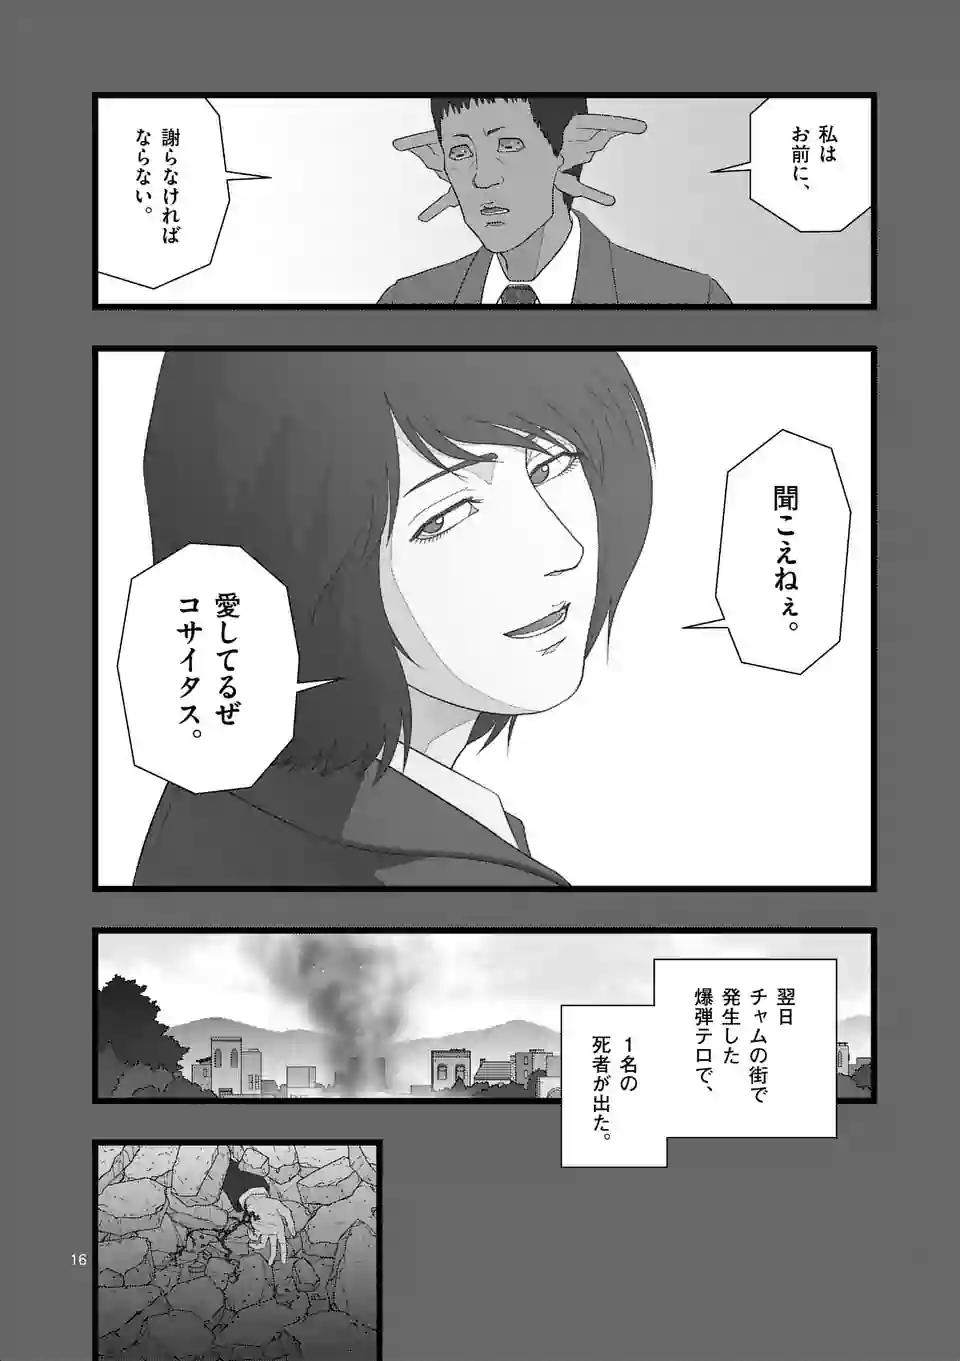 私は
お前に、
謝らなければ
ならない。
聞こえねぇ。
愛してるぜ
コサイタス。
翌日
チャムの街で
発生した
爆弾テロで、
1名の
死者が出た。
16